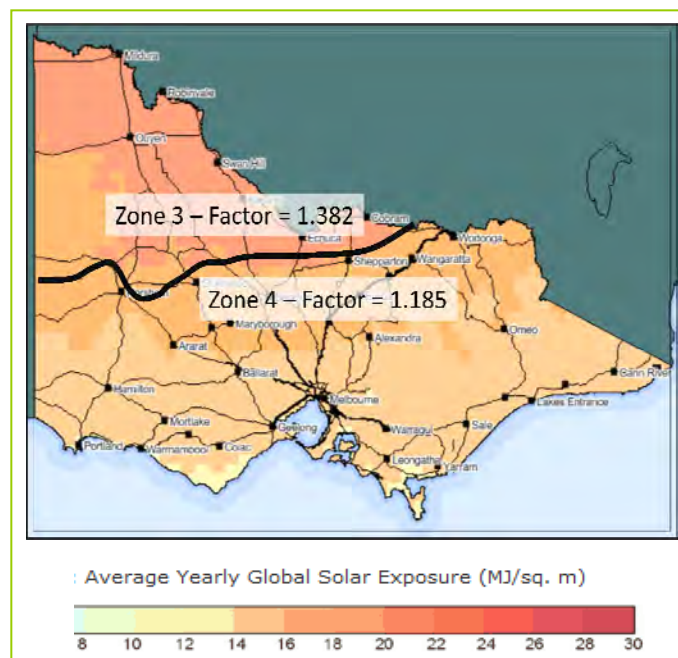 Mildura
Robinvale
Ouyen
Swan Hill
Zone 3 – Factor = 1.382
Cobram
Echuca
Wodonga
Shepparton
Wangaratta
Zone 4 – Factor = 1.185
Maryborough
Omeo
Alexandra
Ararat
Ballarat
Bann River
Hamilton
Melbourne
Lakes Entrance
Mortlake
Geelong
Warragul
Sale
Portland
Warrnambool
Colac
Leongatha
Yarram
: Average Yearly Global Solar Exposure (MJ/sq. m)
8 10 12 14 16 18 20 22 24 26 28 30